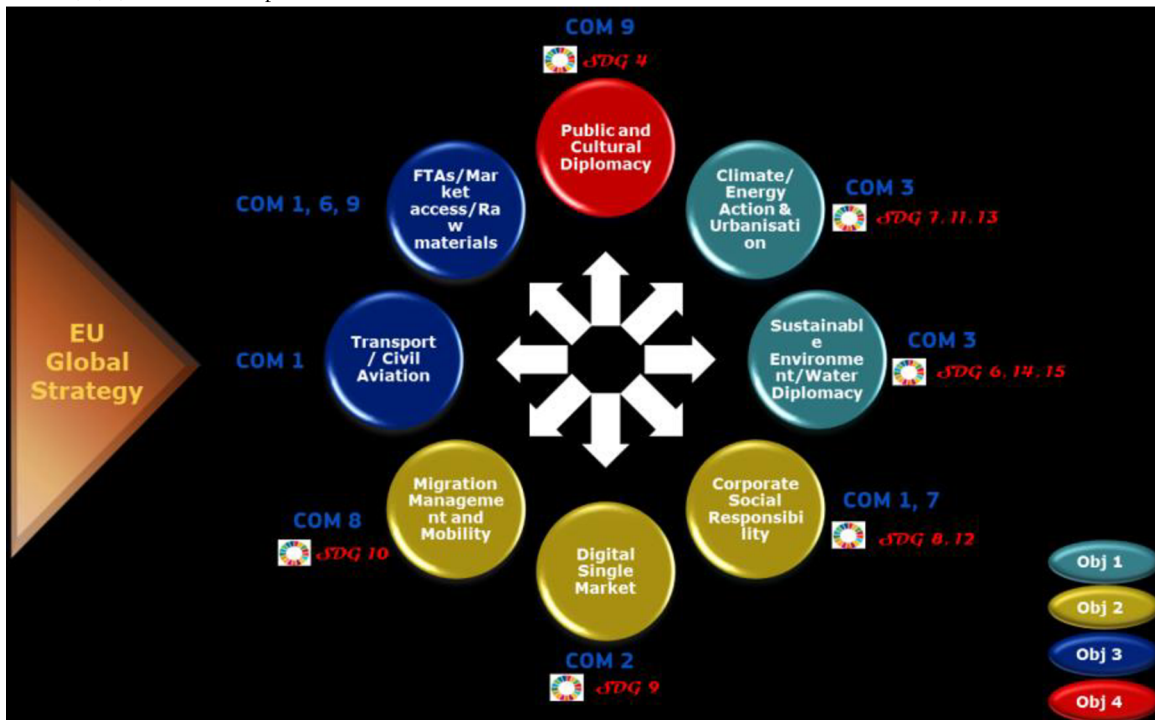 COM 9
SDG 4
Public and
Cultural
Diplomacy
FTAs/Mar
ket
access/Ra
w
materials
COM 1, 6, 9
Climate/
Energy
Action &
Urbanisati
on
COM 3
SDG 7, 11, 13
EU
Global
Strategy
COM 1
Transport
/ Civil
Aviation
Sustainabl
e
Environme
nt/Water
Diplomacy
COM 3
SDG 6, 14, 15
Migration
Manageme
nt and
Mobility
COM 8
SDG 10
Digital
Single
Market
COM 2
SDG 9
Corporate
Social
Responsibi
lity
COM 1, 7
SDG 8, 12
Obj 1
Obj 2
Obj 3
Obj 4